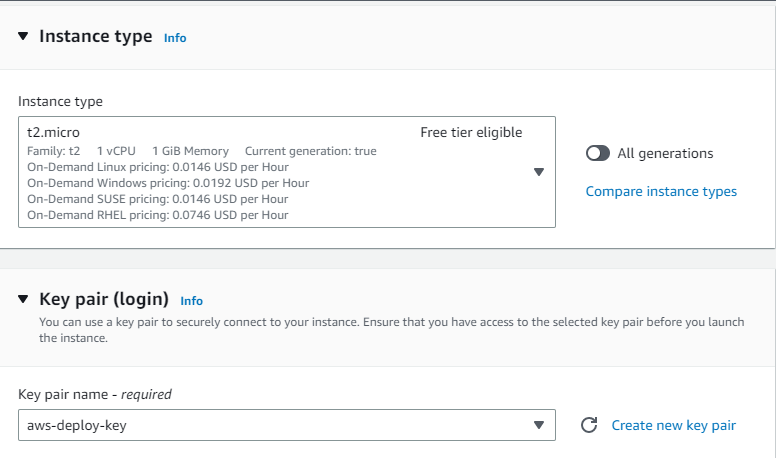 Instance type Info
Instance type
t2.micro Free tier eligible
Family: t2 1 vCPU 1 GiB Memory Current generation: true
On-Demand Linux pricing: 0.0146 USD per Hour
On-Demand Windows pricing: 0.0192 USD per Hour
On-Demand SUSE pricing: 0.0146 USD per Hour
On-Demand RHEL pricing: 0.0746 USD per Hour
All generations
Compare instance types
Key pair (login) Info
You can use a key pair to securely connect to your instance. Ensure that you have access to the selected key pair before you launch
the instance.
Key pair name - required
aws-deploy-key
Create new key pair